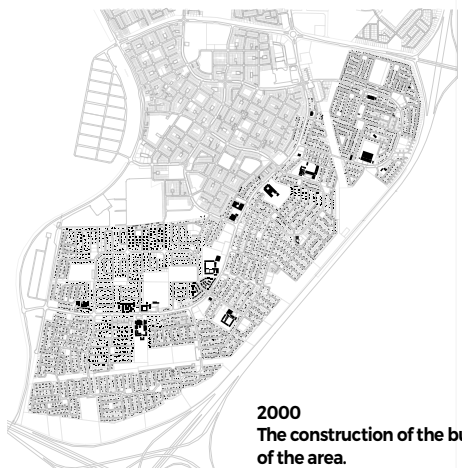 2000
The construction of the bu
of the area.